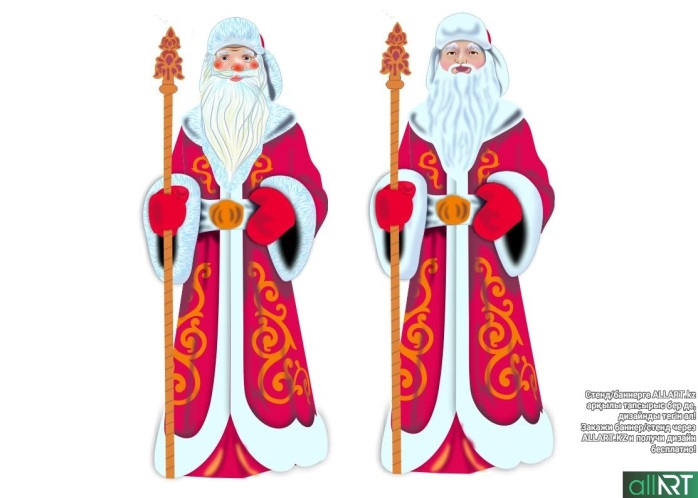 Стенд/баннерге ALLART.kz
арқылы тапсырыс бер де,
дизайнды тегін ал!
Закажи баннер/стенд через
ALLART.KZ и получи дизайн
бесплатно!
allART